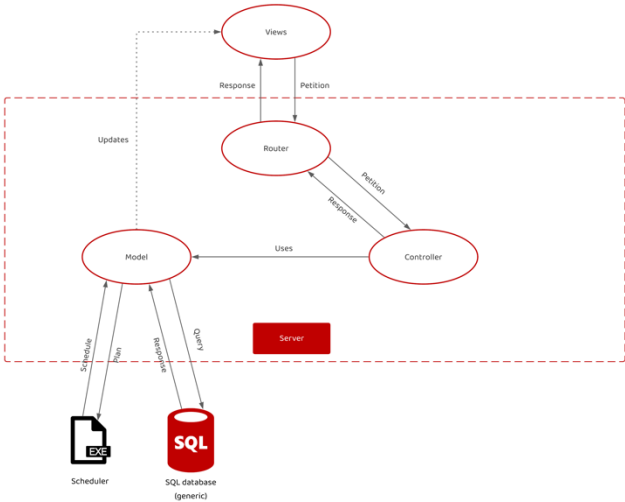 Views
Response
Petition
Updates
Router
Petition
Response
Model
Uses
Controller
Server
Schedule
Plan
Response
Query
EXE
SQL
Scheduler
SQL database
(generic)